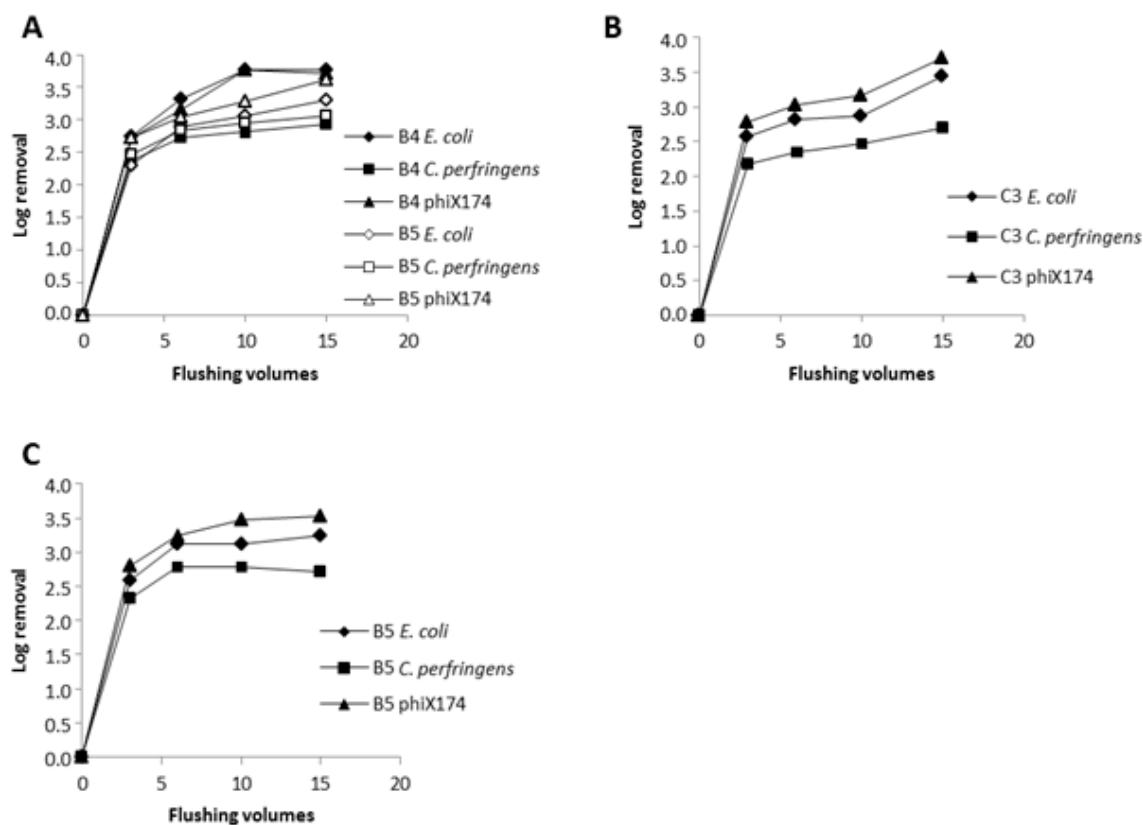 A
4.0
3.5
3.0
2.5
2.0
1.5
1.0
0.5
0.0
Log removal
0 5 10 15 20
Flushing volumes
B4 E. coli
B4 C. perfringens
B4 phiX174
B5 E. coli
B5 C. perfringens
B5 phiX174
B
4.0
3.5
3.0
2.5
2.0
1.5
1.0
0.5
0.0
Log removal
0 5 10 15 20
Flushing volumes
C3 E. coli
C3 C. perfringens
C3 phiX174
C
4.0
3.5
3.0
2.5
2.0
1.5
1.0
0.5
0.0
Log removal
0 5 10 15 20
Flushing volumes
B5 E. coli
B5 C. perfringens
B5 phiX174